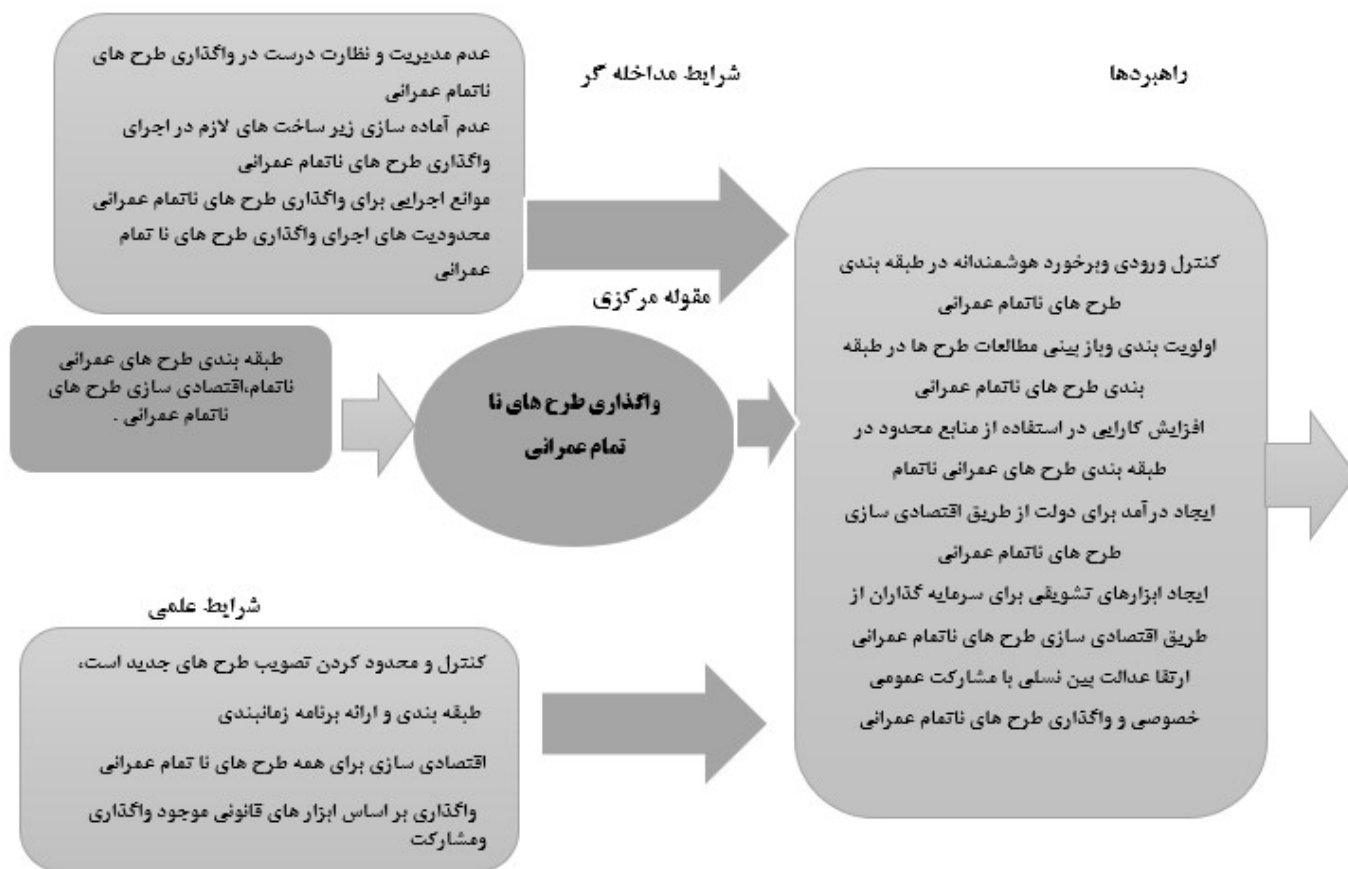 عدم مدیریت و نظارت درست در واگذاری طرح های
ناتمام عمرانی
عدم آماده سازی زیر ساخت های لازم در اجرای
واگذاری طرح های ناتمام عمرانی
موانع اجرایی برای واگذاری طرح های ناتمام عمرانی
محدودیت های اجرای واگذاری طرح های نا تمام
عمرانی
شرایط مداخله گر
راهبردها
مقوله مرکزی
طبقه بندی طرح های عمرانی
ناتمام،اقتصادی سازی طرح های
ناتمام عمرانی .
واگذاری طرح های نا
تمام عمرانی
کنترل ورودی وبرخورد هوشمندانه در طبقه بندی
طرح های ناتمام عمرانی
اولویت بندی وباز بینی مطالعات طرح ها در طبقه
بندی طرح های ناتمام عمرانی
افزایش کارایی در استفاده از منابع محدود در
طبقه بندی طرح های عمرانی ناتمام
ایجاد درآمد برای دولت از طریق اقتصادی سازی
طرح های ناتمام عمرانی
ایجاد ابزارهای تشویقی برای سرمایه گذاران از
طریق اقتصادی سازی طرح های ناتمام عمرانی
ارتقا عدالت بین نسلی با مشارکت عمومی
خصوصی و واگذاری طرح های ناتمام عمرانی
شرایط علمی
کنترل و محدود کردن تصویب طرح های جدید است،
طبقه بندی و ارائه برنامه زمانبندی
اقتصادی سازی برای همه طرح های نا تمام عمرانی
واگذاری بر اساس ابزار های قانونی موجود واگذاری
ومشارکت